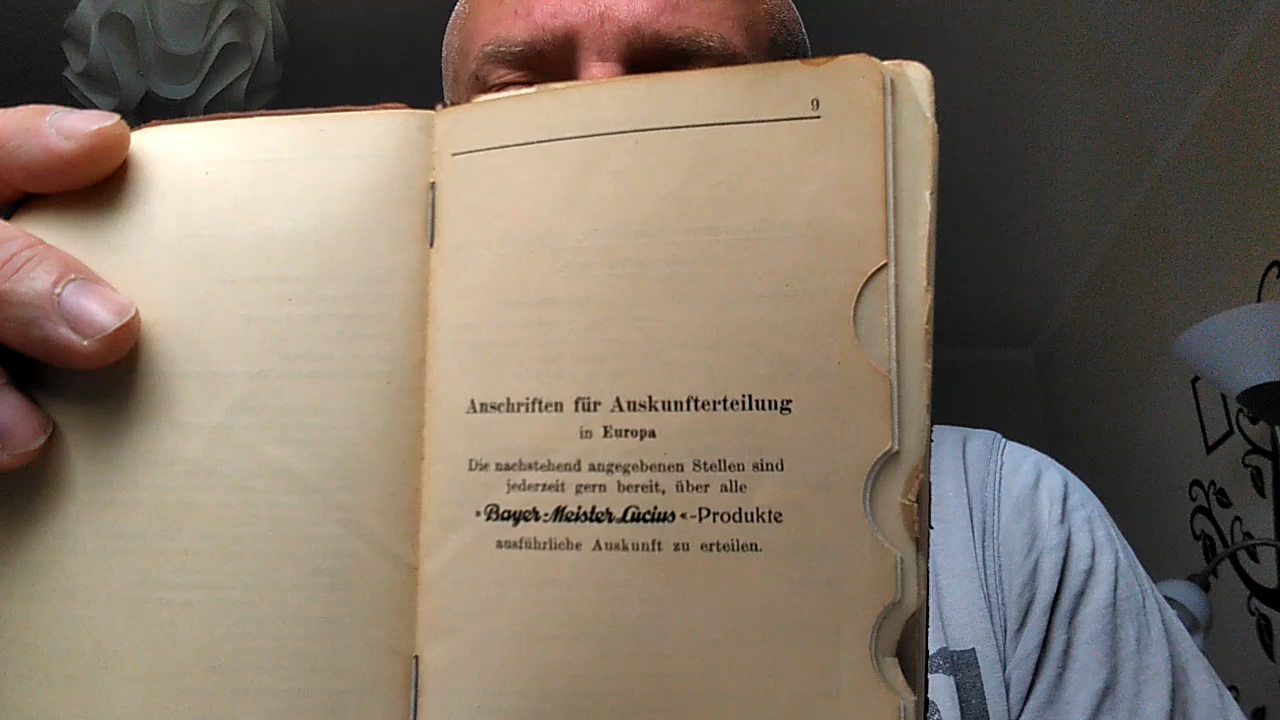 9
Anschriften für Auskunfterteilung
in Europa
Die nachstehend angegebenen Stellen sind
jederzeit gern bereit, über alle
»Bayer-Meister Lucius«-Produkte
ausführliche Auskunft zu erteilen.